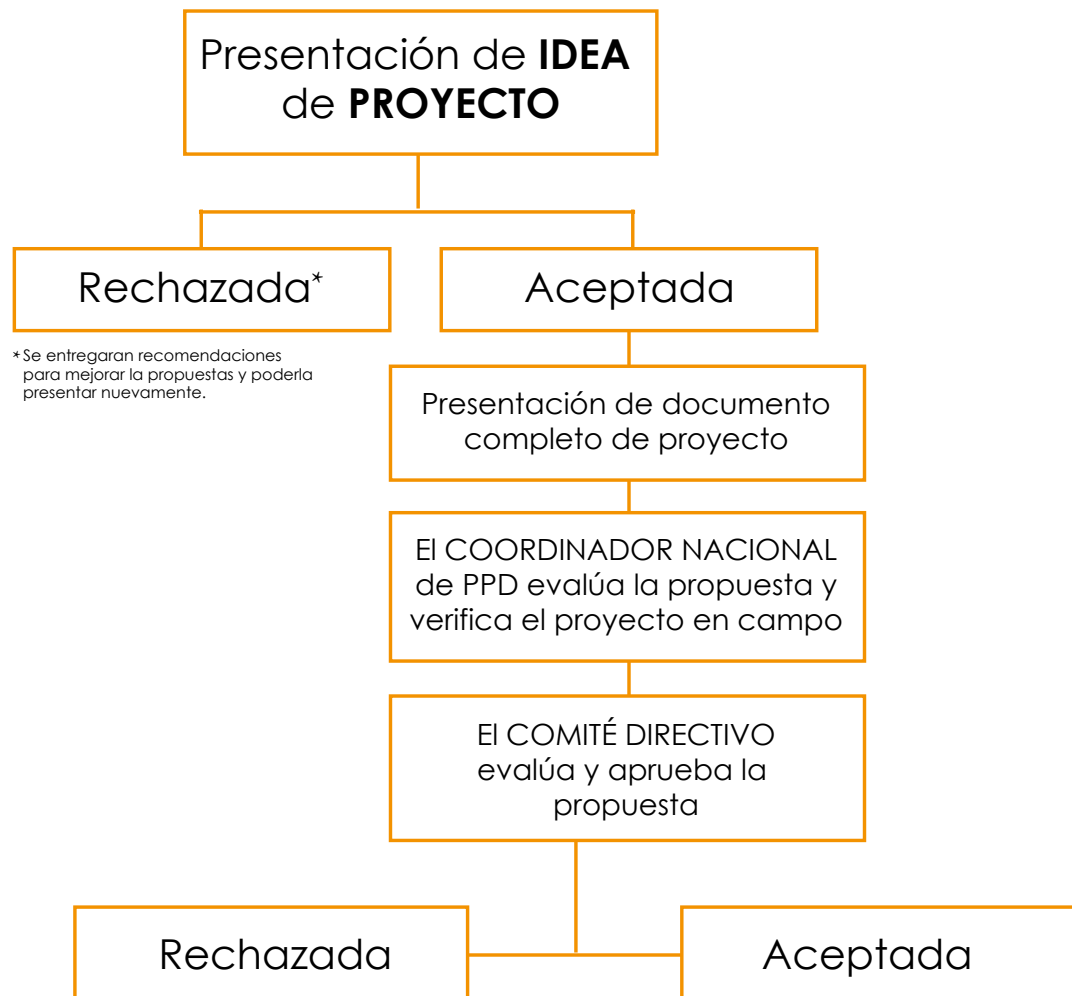 Presentación de IDEA
de PROYECTO
Rechazada*
Aceptada
* Se entregaran recomendaciones
para mejorar la propuestas y poderla
presentar nuevamente.
Presentación de documento
completo de proyecto
El COORDINADOR NACIONAL
de PPD evalúa la propuesta y
verifica el proyecto en campo
El COMITÉ DIRECTIVO
evalúa y aprueba la
propuesta
Rechazada
Aceptada